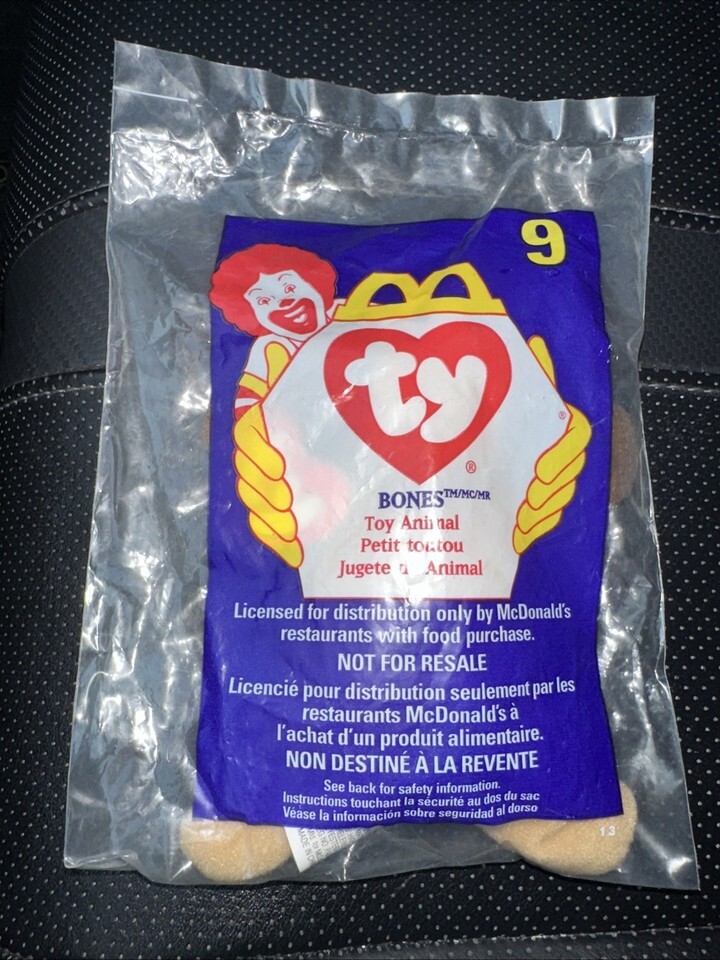 9
ty
®
®
BONES™/MC/MR
Toy Animal
Petit toutou
Jugete Animal
Licensed for distribution only by McDonald's
restaurants with food purchase.
NOT FOR RESALE
Licencié pour distribution seulement par les
restaurants McDonald's à
l'achat d'un produit alimentaire.
NON DESTINÉ À LA REVENTE
See back for safety information.
Instructions touchant la sécurité au dos du sac
Véase la información sobre seguridad al dorso
13